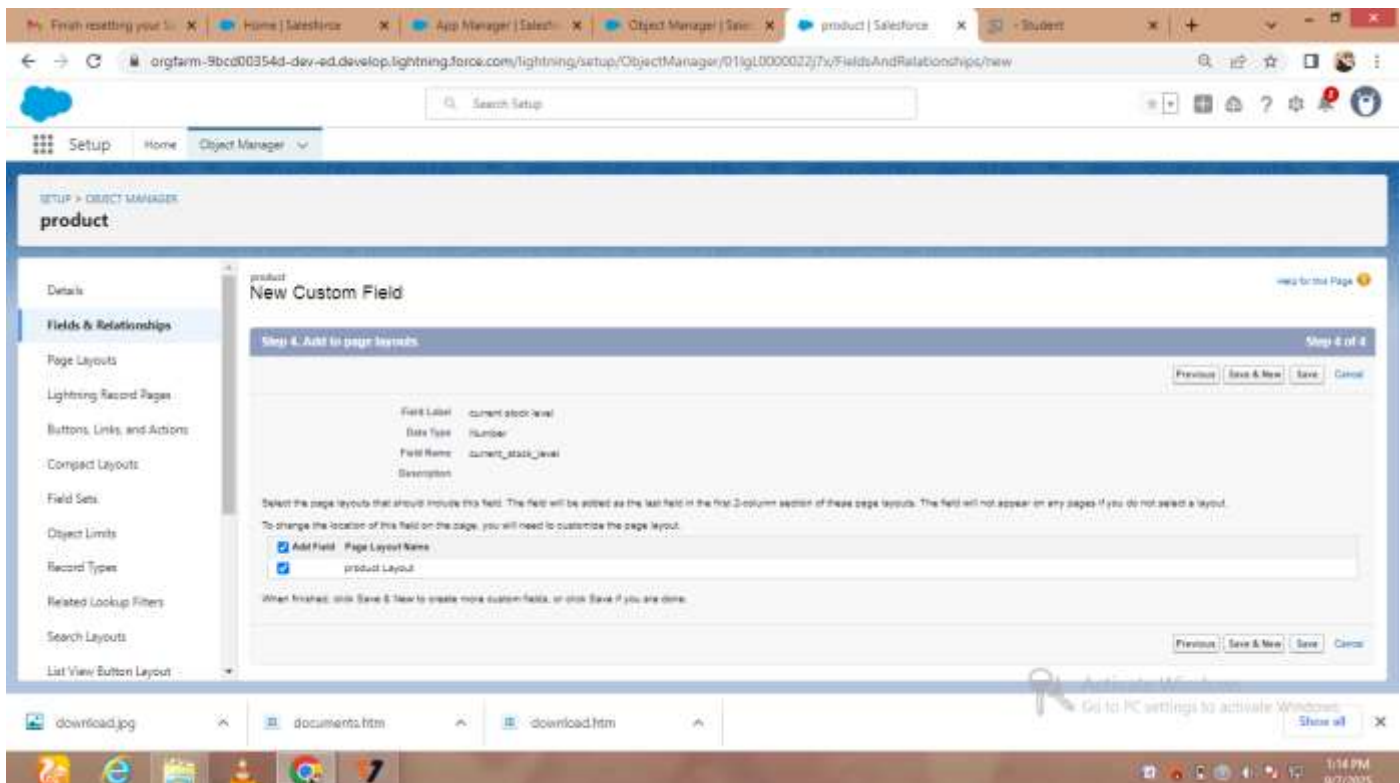 Finish resetting your S
Home | Salesforce
App Manager | Salesfo
Object Manager | Sale
product | Salesforce
- Student
orgfarm-9bcd00354d-dev-ed.develop.lightning.force.com/lightning/setup/ObjectManager/01IgL0000022j7x/FieldsAndRelationships/new
Search Setup
Setup
Home
Object Manager
SETUP > OBJECT MANAGER
product
Details
Fields & Relationships
Page Layouts
Lightning Record Pages
Buttons, Links, and Actions
Compact Layouts
Field Sets
Object Limits
Record Types
Related Lookup Filters
Search Layouts
List View Button Layout
product
New Custom Field
Help for this Page
Step 4. Add to page layouts
Step 4 of 4
Previous Save & New Save Cancel
Field Label current stock level
Data Type Number
Field Name current_stock_level
Description
Select the page layouts that should include this field. The field will be added as the last field in the first 2-column section of these page layouts. The field will not appear on any pages if you do not select a layout.
To change the location of this field on the page, you will need to customize the page layout.
Add Field Page Layout Name
product Layout
When finished, click Save & New to create more custom fields, or click Save if you are done.
Previous Save & New Save Cancel
Activate Windows
Go to PC settings to activate Windows.
download.jpg
documents.htm
download.htm
Show all
1:14 PM
9/7/2025